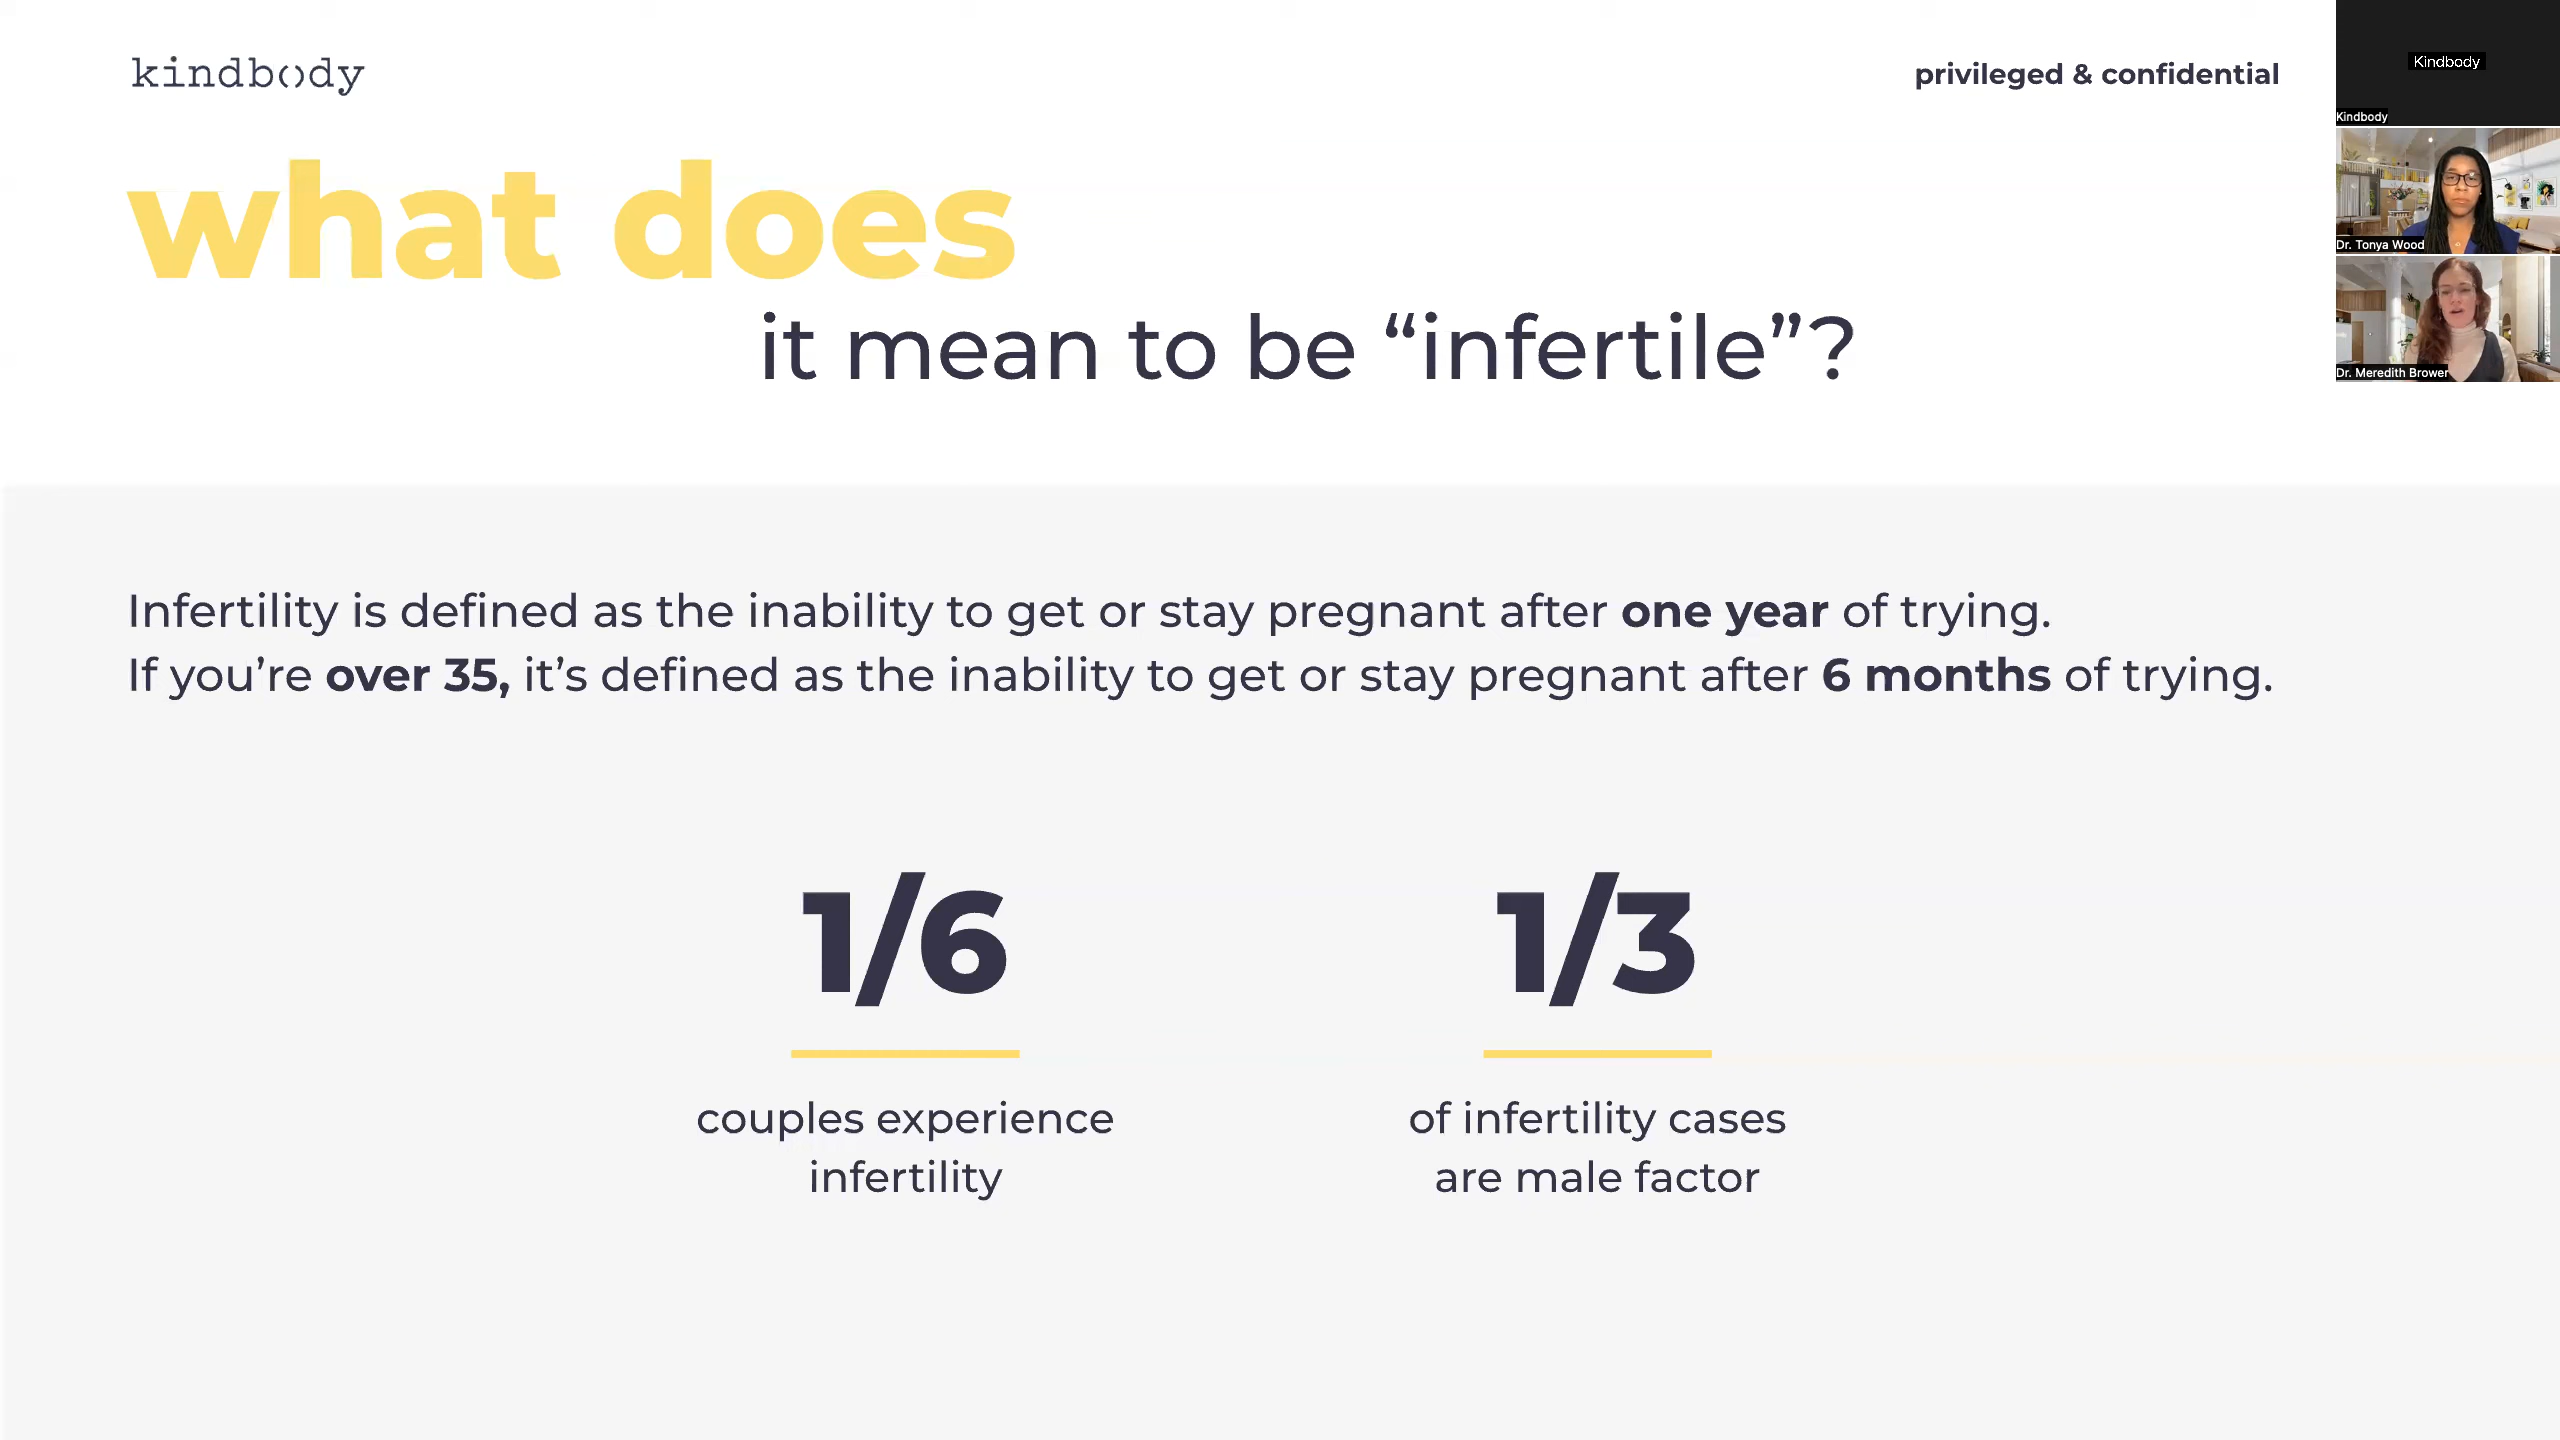 kindbody
privileged & confidential
Kindbody
Kindbody
Dr. Tonya Wood
Dr. Meredith Brower
what does
it mean to be “infertile”?
Infertility is defined as the inability to get or stay pregnant after one year of trying.
If you’re over 35, it’s defined as the inability to get or stay pregnant after 6 months of trying.
1/6
couples experience
infertility
1/3
of infertility cases
are male factor